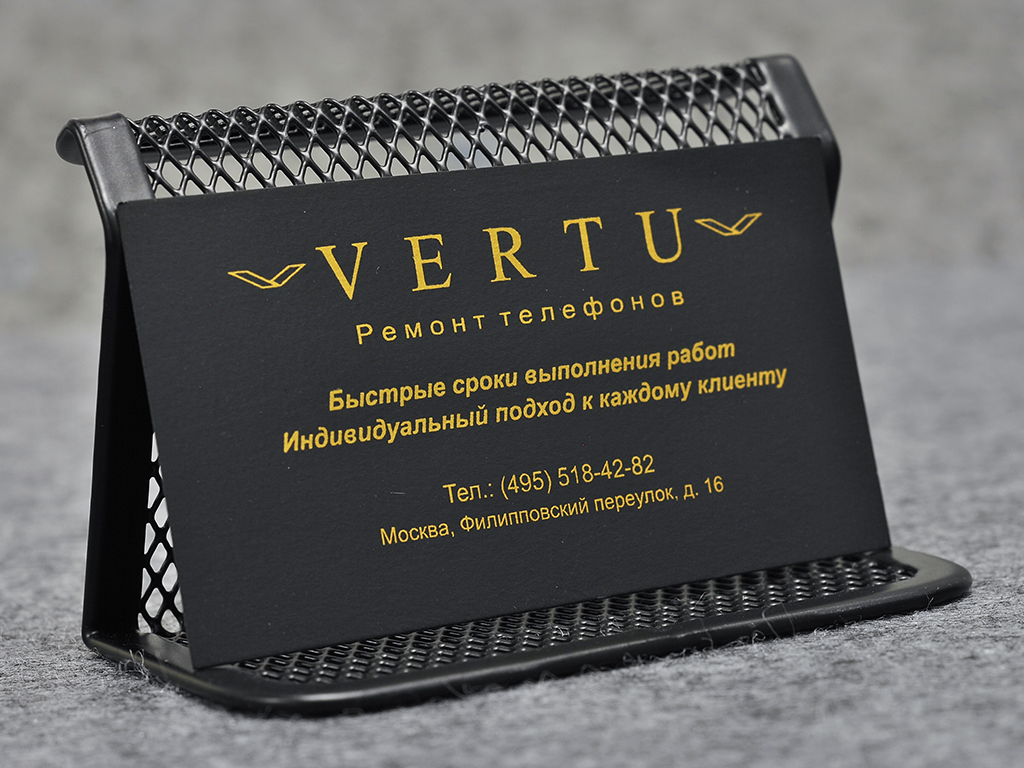 VERTU
Ремонт телефонов
Быстрые сроки выполнения работ
Индивидуальный подход к каждому клиенту
Тел.: (495) 518-42-82
Москва, Филипповский переулок, д. 16